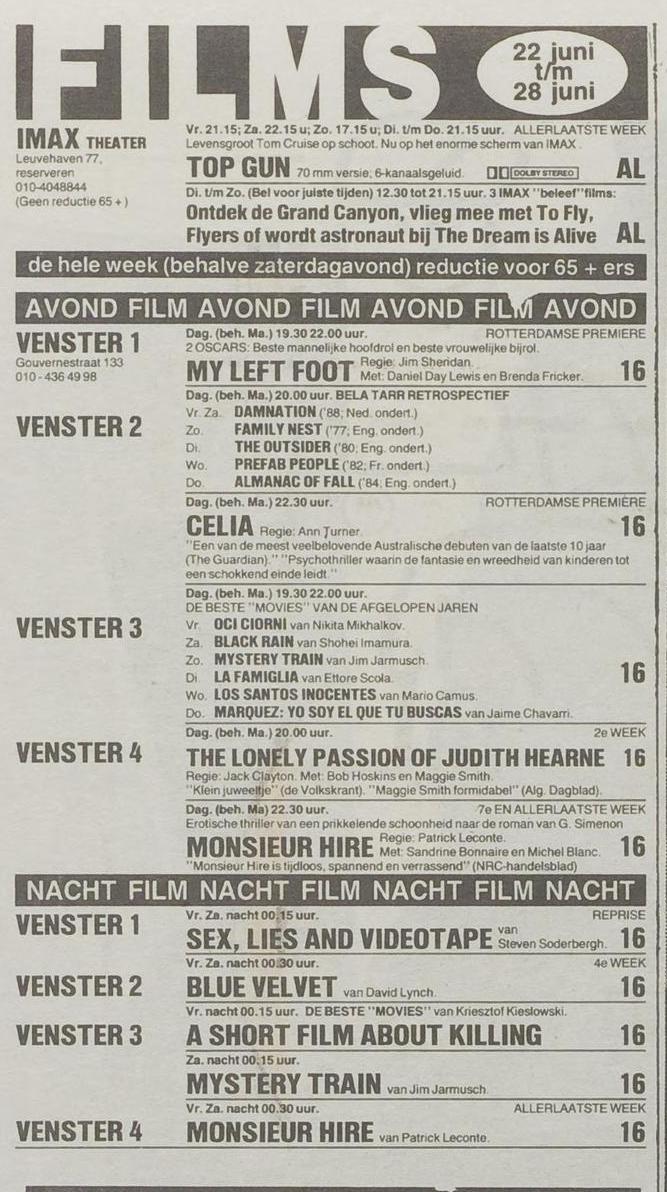 FILMS
22 juni
t/m
28 juni
IMAX THEATER
Leuvehaven 77,
reserveren
010-4048844
(Geen reductie 65 +)
Vr. 21.15; Za. 22.15 u; Zo. 17.15 u; Di. t/m Do. 21.15 uur. ALLERLAATSTE WEEK
Levensgroot Tom Cruise op schoot. Nu op het enorme scherm van IMAX.
TOP GUN 70 mm versie; 6-kanaalsgeluid. DOLBY STEREO AL
Di. t/m Zo. (Bel voor juiste tijden) 12.30 tot 21.15 uur. 3 IMAX "beleef"films:
Ontdek de Grand Canyon, vlieg mee met To Fly,
Flyers of wordt astronaut bij The Dream is Alive AL
de hele week (behalve zaterdagavond) reductie voor 65 + ers
AVOND FILM AVOND FILM AVOND FILM AVOND
VENSTER 1
Gouvernestraat 133
010 - 436 49 98
Dag. (beh. Ma.) 19.30 22.00 uur. ROTTERDAMSE PREMIERE
2 OSCARS: Beste mannelijke hoofdrol en beste vrouwelijke bijrol.
MY LEFT FOOT Regie: Jim Sheridan.
Met: Daniel Day Lewis en Brenda Fricker. 16
Dag. (beh. Ma.) 20.00 uur. BELA TARR RETROSPECTIEF
VENSTER 2
Vr. Za. DAMNATION ('88; Ned. ondert.)
Zo. FAMILY NEST ('77; Eng. ondert.)
Di. THE OUTSIDER ('80; Eng. ondert.)
Wo. PREFAB PEOPLE ('82; Fr. ondert.)
Do. ALMANAC OF FALL ('84; Eng. ondert.)
Dag. (beh. Ma.) 22.30 uur. ROTTERDAMSE PREMIÈRE
CELIA Regie: Ann Turner. 16
"Een van de meest veelbelovende Australische debuten van de laatste 10 jaar
(The Guardian)." "Psychothriller waarin de fantasie en wreedheid van kinderen tot
een schokkend einde leidt."
Dag. (beh. Ma.) 19.30 22.00 uur.
DE BESTE "MOVIES" VAN DE AFGELOPEN JAREN
VENSTER 3
Vr. OCI CIORNI van Nikita Mikhalkov.
Za. BLACK RAIN van Shohei Imamura.
Zo. MYSTERY TRAIN van Jim Jarmusch.
Di. LA FAMIGLIA van Ettore Scola. 16
Wo. LOS SANTOS INOCENTES van Mario Camus.
Do. MARQUEZ: YO SOY EL QUE TU BUSCAS van Jaime Chavarri.
Dag. (beh. Ma.) 20.00 uur. 2e WEEK
VENSTER 4
THE LONELY PASSION OF JUDITH HEARNE 16
Regie: Jack Clayton. Met: Bob Hoskins en Maggie Smith.
"Klein juweeltje" (de Volkskrant). "Maggie Smith formidabel" (Alg. Dagblad).
Dag. (beh. Ma) 22.30 uur. 7e EN ALLERLAATSTE WEEK
Erotische thriller van een prikkelende schoonheid naar de roman van G. Simenon
MONSIEUR HIRE Regie: Patrick Leconte.
Met: Sandrine Bonnaire en Michel Blanc. 16
"Monsieur Hire is tijdloos, spannend en verrassend" (NRC-handelsblad)
NACHT FILM NACHT FILM NACHT FILM NACHT
VENSTER 1
Vr. Za. nacht 00.15 uur. REPRISE
SEX, LIES AND VIDEOTAPE van
Steven Soderbergh. 16
Vr. Za. nacht 00.30 uur. 4e WEEK
VENSTER 2
BLUE VELVET van David Lynch. 16
Vr. nacht 00.15 uur. DE BESTE "MOVIES" van Kriesztof Kieslowski.
VENSTER 3
A SHORT FILM ABOUT KILLING 16
Za. nacht 00.15 uur.
MYSTERY TRAIN van Jim Jarmusch. 16
Vr. Za. nacht 00.30 uur. ALLERLAATSTE WEEK
VENSTER 4
MONSIEUR HIRE van Patrick Leconte. 16